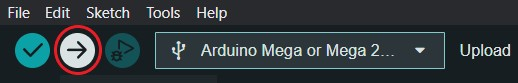 File Edit Sketch Tools Help
Arduino Mega or Mega 2... Upload